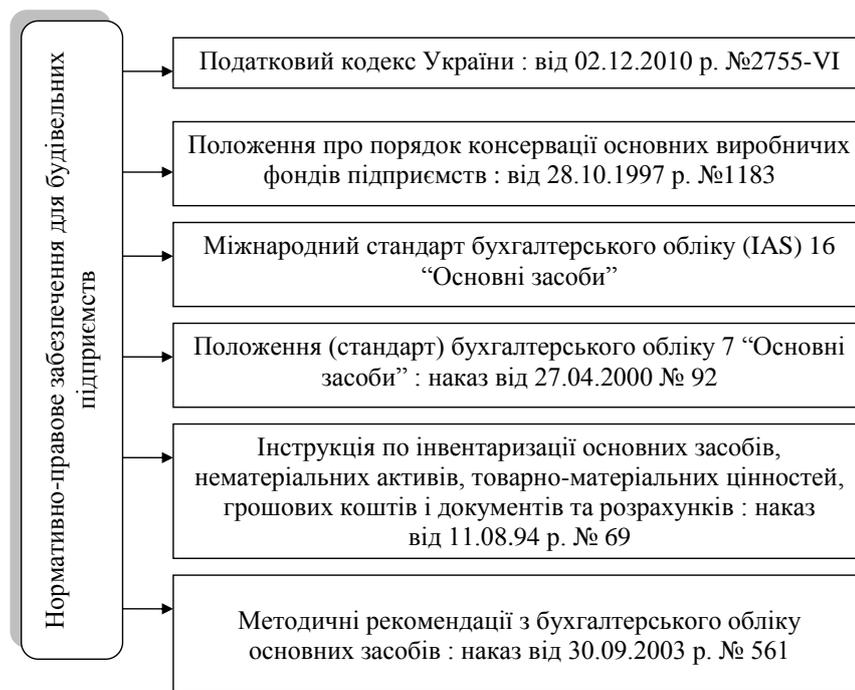 Нормативно-правове забезпечення для будівельних
підприємств
Податковий кодекс України : від 02.12.2010 р. №2755-VI
Положення про порядок консервації основних виробничих
фондів підприємств : від 28.10.1997 р. №1183
Міжнародний стандарт бухгалтерського обліку (IAS) 16
“Основні засоби”
Положення (стандарт) бухгалтерського обліку 7 “Основні
засоби” : наказ від 27.04.2000 № 92
Інструкція по інвентаризації основних засобів,
нематеріальних активів, товарно-матеріальних цінностей,
грошових коштів і документів та розрахунків : наказ
від 11.08.94 р. № 69
Методичні рекомендації з бухгалтерського обліку
основних засобів : наказ від 30.09.2003 р. № 561